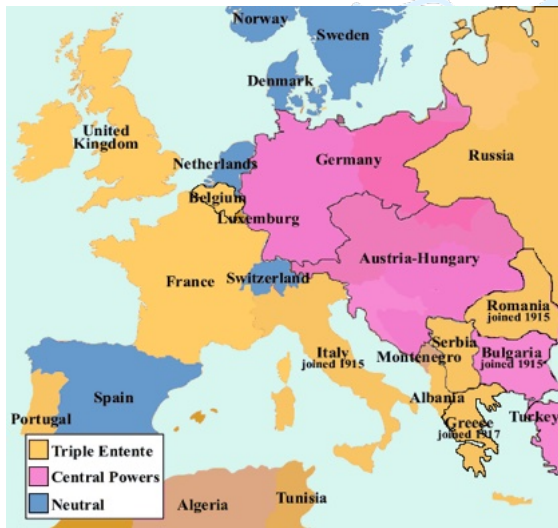 Norway
Sweden
Denmark
United
Kingdom
Netherlands
Germany
Russia
Belgium
Luxemburg
Austria-Hungary
France
Switzerland
Romania
joined 1915
Serbia
Italy
joined 1915
Montenegro
Bulgaria
joined 1915
Spain
Albania
Portugal
Greece
joined 1917
Turkey
Triple Entente
Central Powers
Neutral
Algeria
Tunisia